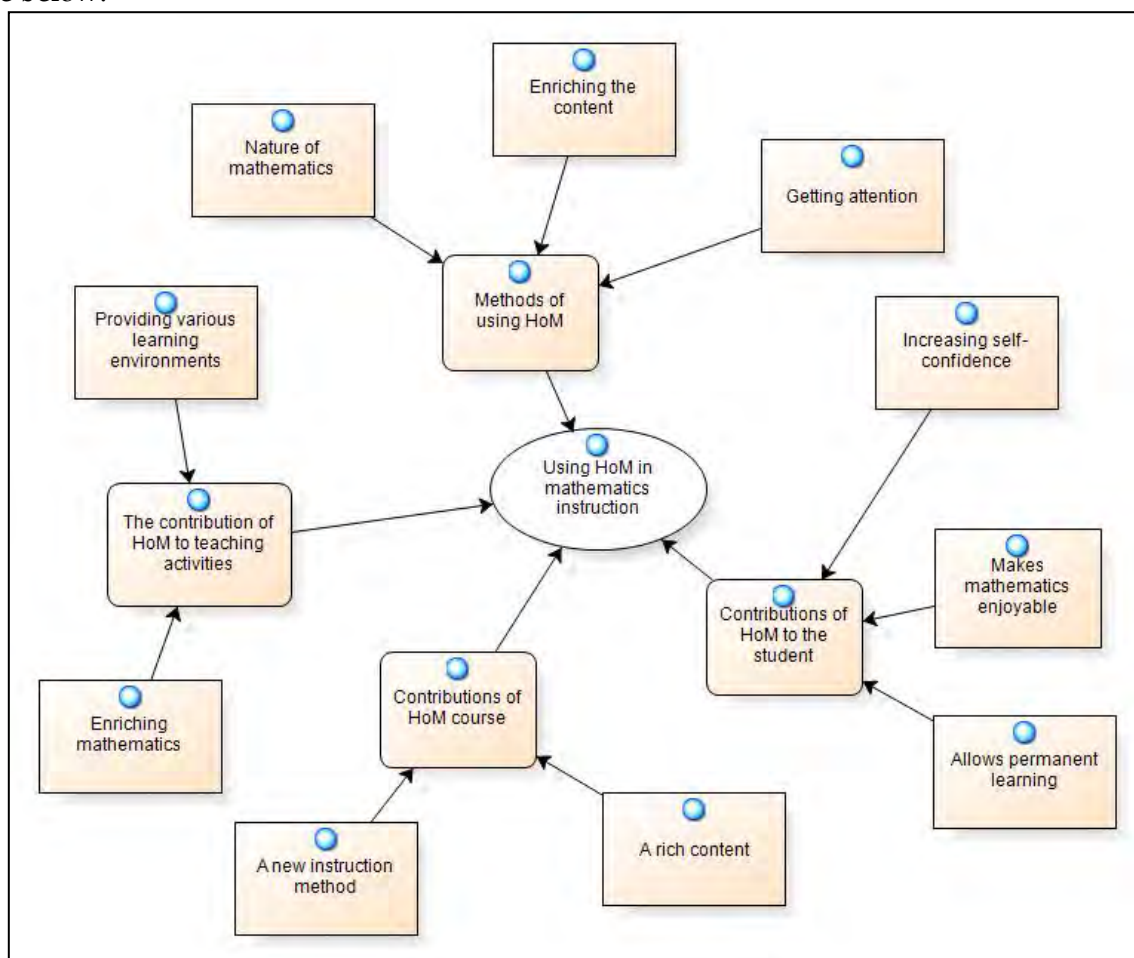 Enriching the
content
Nature of
mathematics
Getting attention
Methods of
using HoM
Providing various
learning
environments
Increasing self-
confidence
Using HoM in
mathematics
instruction
The contribution of
HoM to teaching
activities
Makes
mathematics
enjoyable
Contributions of
HoM to the
student
Contributions of
HoM course
Enriching
mathematics
Allows permanent
learning
A new instruction
method
A rich content